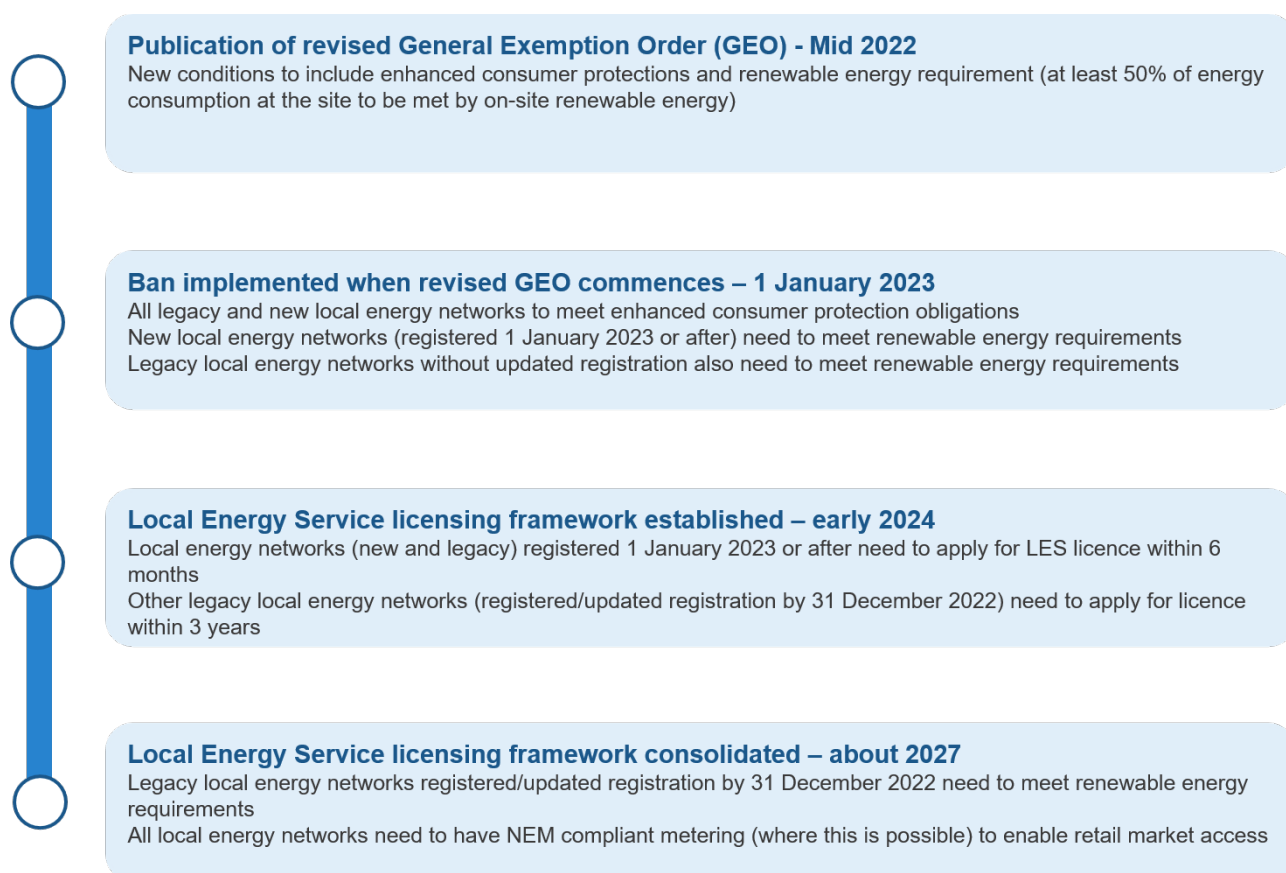 Publication of revised General Exemption Order (GEO) - Mid 2022
New conditions to include enhanced consumer protections and renewable energy requirement (at least 50% of energy
consumption at the site to be met by on-site renewable energy)
Ban implemented when revised GEO commences – 1 January 2023
All legacy and new local energy networks to meet enhanced consumer protection obligations
New local energy networks (registered 1 January 2023 or after) need to meet renewable energy requirements
Legacy local energy networks without updated registration also need to meet renewable energy requirements
Local Energy Service licensing framework established – early 2024
Local energy networks (new and legacy) registered 1 January 2023 or after need to apply for LES licence within 6
months
Other legacy local energy networks (registered/updated registration by 31 December 2022) need to apply for licence
within 3 years
Local Energy Service licensing framework consolidated – about 2027
Legacy local energy networks registered/updated registration by 31 December 2022 need to meet renewable energy
requirements
All local energy networks need to have NEM compliant metering (where this is possible) to enable retail market access